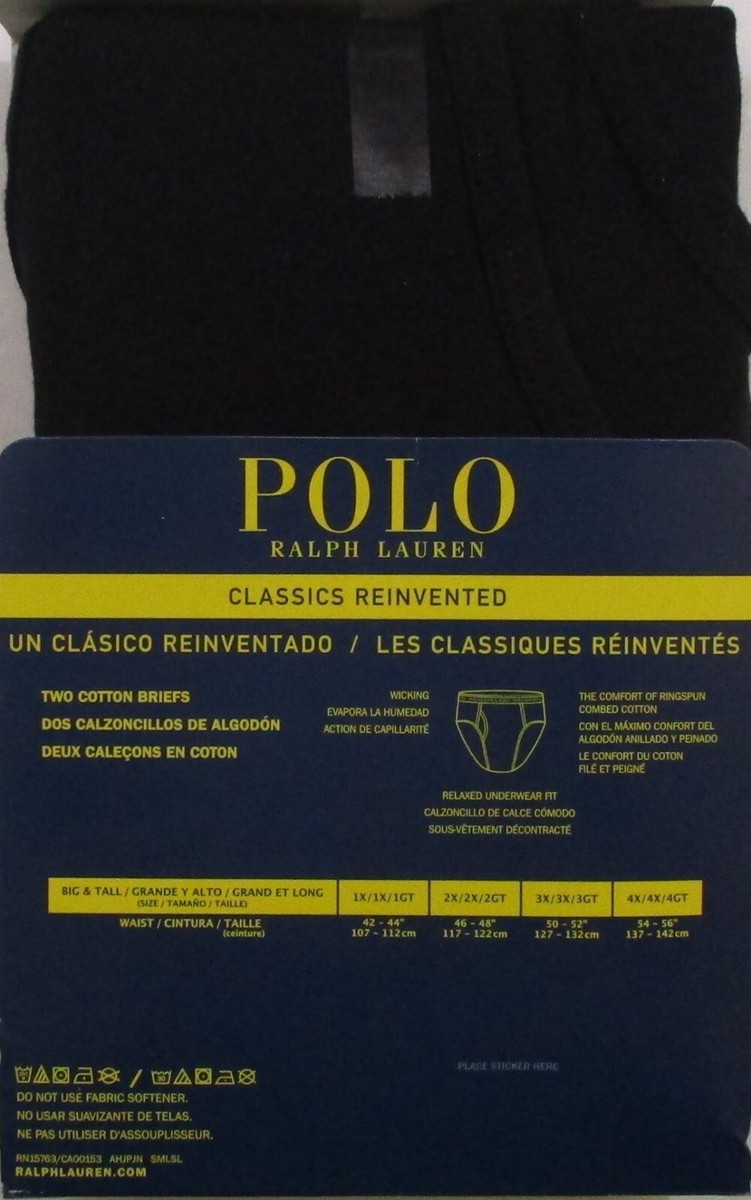 POLO
RALPH LAUREN
CLASSICS REINVENTED
UN CLÁSICO REINVENTADO / LES CLASSIQUES RÉINVENTÉS
TWO COTTON BRIEFS
DOS CALZONCILLOS DE ALGODÓN
DEUX CALEÇONS EN COTON
WICKING
EVAPORA LA HUMEDAD
ACTION DE CAPILLARITÉ
THE COMFORT OF RINGSPUN
COMBED COTTON
CON EL MÁXIMO CONFORT DEL
ALGODÓN ANILLADO Y PEINADO
LE CONFORT DU COTON
FILÉ ET PEIGNÉ
RELAXED UNDERWEAR FIT
CALZONCILLO DE CALCE CÓMODO
SOUS-VÊTEMENT DÉCONTRACTÉ
BIG & TALL / GRANDE Y ALTO / GRAND ET LONG
(SIZE / TAMAÑO / TAILLE)
1X/1X/1GT 2X/2X/2GT 3X/3X/3GT 4X/4X/4GT
WAIST / CINTURA / TAILLE
(ceinture)
42 - 44" 46 - 48" 50 - 52" 54 - 56"
107 - 112cm 117 - 122cm 127 - 132cm 137 - 142cm
PLACE STICKER HERE
DO NOT USE FABRIC SOFTENER.
NO USAR SUAVIZANTE DE TELAS.
NE PAS UTILISER D'ASSOUPLISSEUR.
RN15763/CA00153 AHJPJN SMLSL
RALPHLAUREN.COM